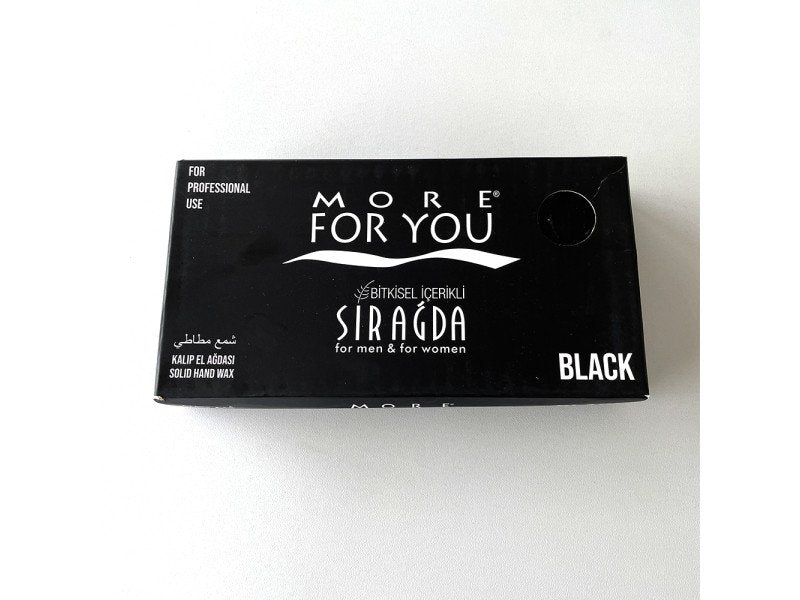 FOR
PROFESSIONAL
USE
MORE®
FOR YOU
BİTKİSEL İÇERİKLİ
SIRAĞDA
for men & for women
شمع مطاطي
KALIP EL AĞDASI
SOLID HAND WAX
BLACK
MORE